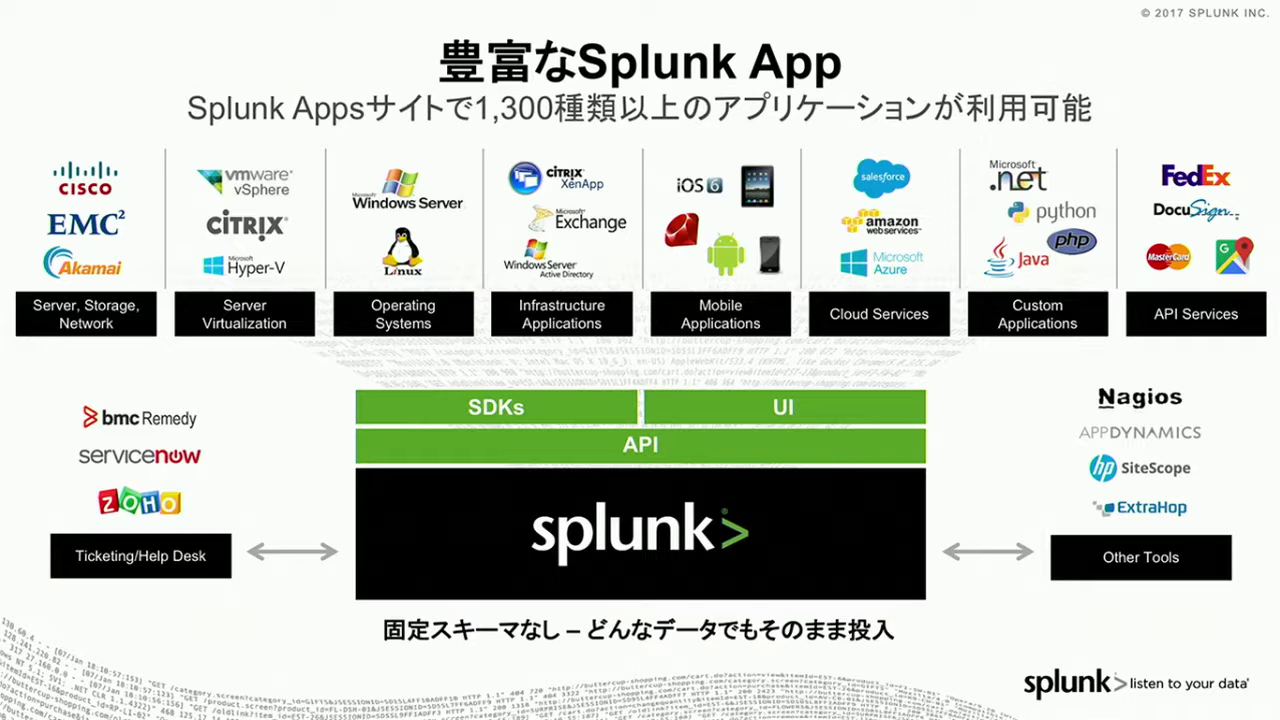 © 2017 SPLUNK INC.
豊富なSplunk App
Splunk Appsサイトで1,300種類以上のアプリケーションが利用可能
CISCO
EMC²
Akamai
Server, Storage,
Network
vmware®
vSphere
CİTRIX®
Microsoft
Hyper-V
Server
Virtualization
Microsoft
Windows Server
Linux
Operating
Systems
CİTRIX
XenApp
Microsoft
Exchange
Windows Server
Active Directory
Infrastructure
Applications
iOS 6
Mobile
Applications
salesforce
amazon
webservices™
Microsoft
Azure
Cloud Services
Microsoft
.net
python
php
Java
Custom
Applications
FedEx
DocuSign
MasterCard
G
API Services
SDKs
UI
API
splunk>
bmc Remedy
servicenow
ZOHO
Ticketing/Help Desk
Nagios
APPDYNAMICS
hp SiteScope
ExtraHop
Other Tools
固定スキーマなし – どんなデータでもそのまま投入
splunk> listen to your data®